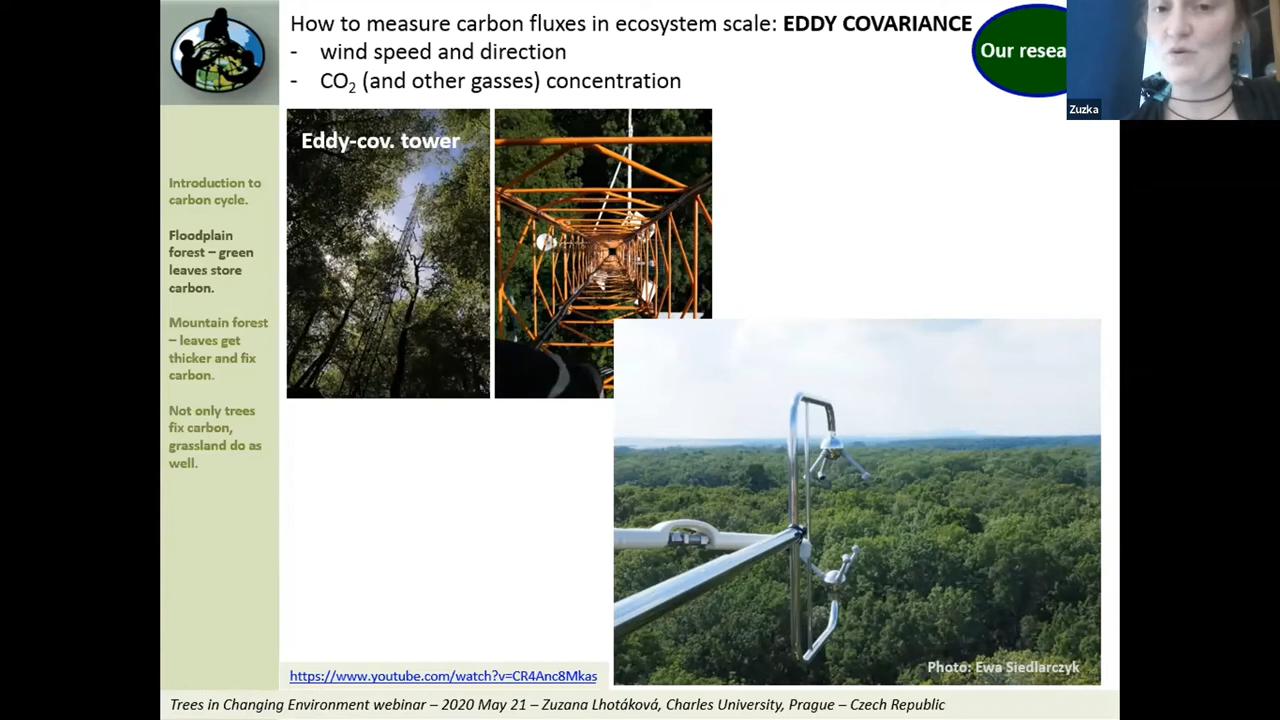 How to measure carbon fluxes in ecosystem scale: EDDY COVARIANCE
- wind speed and direction
- CO₂ (and other gasses) concentration
Our resea
Zuzka
Eddy-cov. tower
Introduction to
carbon cycle.
Floodplain
forest – green
leaves store
carbon.
Mountain forest
– leaves get
thicker and fix
carbon.
Not only trees
fix carbon,
grassland do as
well.
Photo: Ewa Siedlarczyk
https://www.youtube.com/watch?v=CR4Anc8Mkas
Trees in Changing Environment webinar – 2020 May 21 – Zuzana Lhotáková, Charles University, Prague – Czech Republic